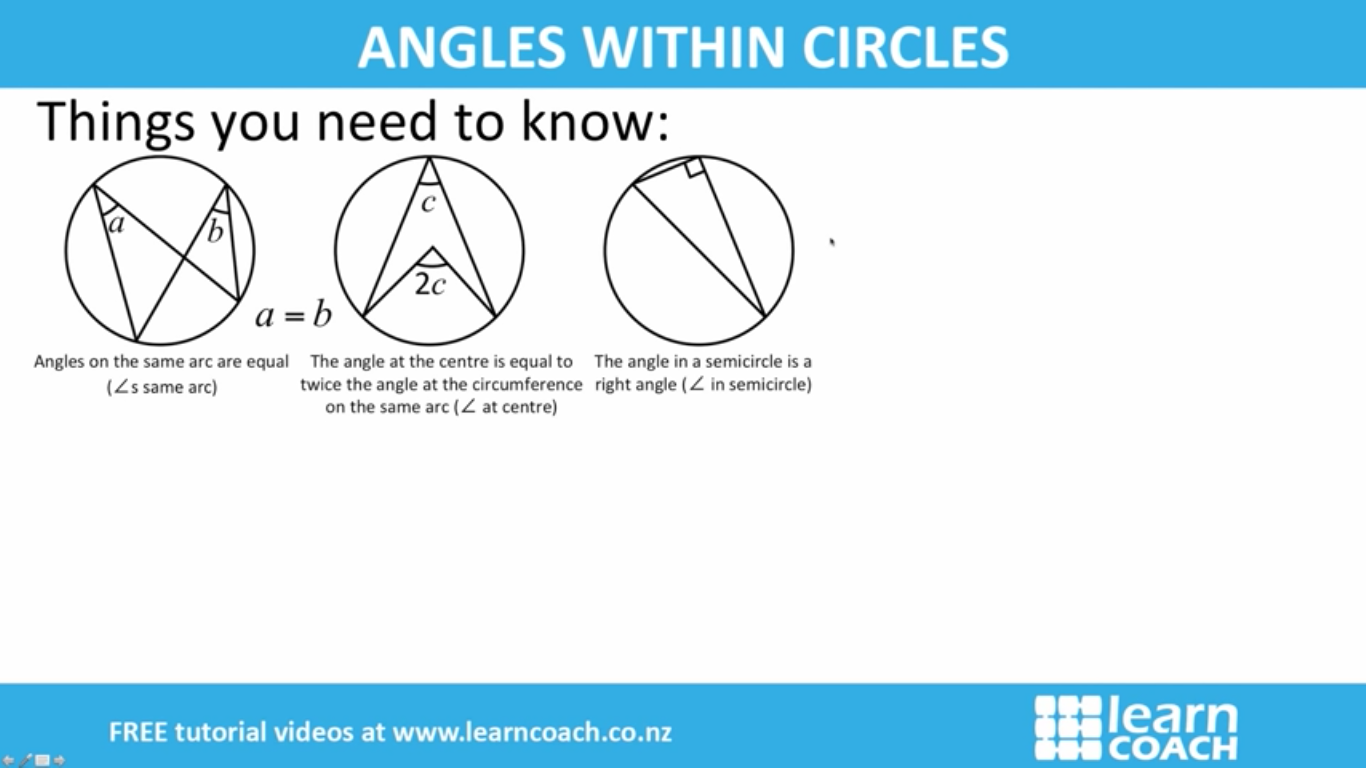 ANGLES WITHIN CIRCLES
Things you need to know:
a
b
a = b
c
2c
Angles on the same arc are equal
(∠s same arc)
The angle at the centre is equal to
twice the angle at the circumference
on the same arc (∠ at centre)
The angle in a semicircle is a
right angle (∠ in semicircle)
FREE tutorial videos at www.learncoach.co.nz
learn
COACH